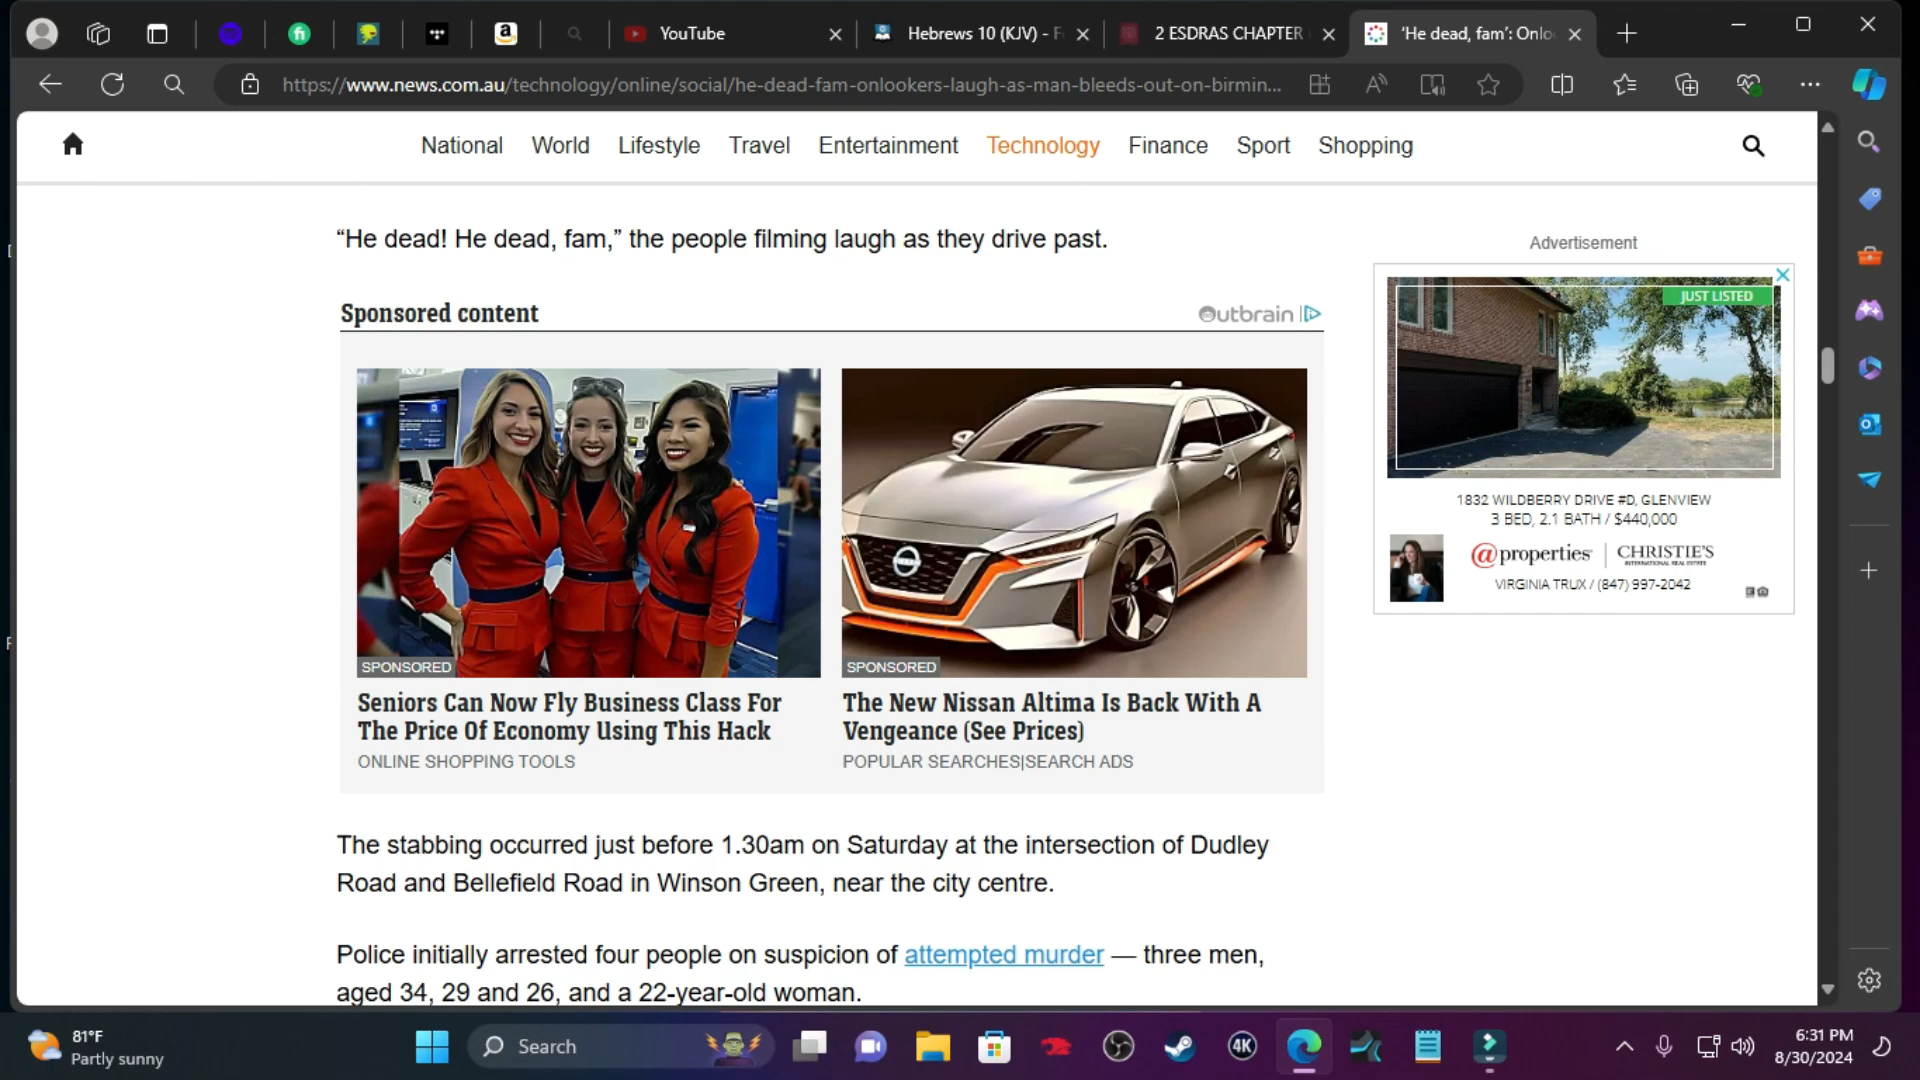 YouTube
Hebrews 10 (KJV) - F
2 ESDRAS CHAPTER
‘He dead, fam’: Onlo
https://www.news.com.au/technology/online/social/he-dead-fam-onlookers-laugh-as-man-bleeds-out-on-birmin...
National World Lifestyle Travel Entertainment Technology Finance Sport Shopping
“He dead! He dead, fam,” the people filming laugh as they drive past.
Advertisement
Sponsored content
Outbrain
JUST LISTED
1832 WILDBERRY DRIVE #D, GLENVIEW
3 BED, 2.1 BATH / $440,000
@properties CHRISTIE'S
INTERNATIONAL REAL ESTATE
VIRGINIA TRUX / (847) 997-2042
SPONSORED
Seniors Can Now Fly Business Class For
The Price Of Economy Using This Hack
ONLINE SHOPPING TOOLS
SPONSORED
The New Nissan Altima Is Back With A
Vengeance (See Prices)
POPULAR SEARCHES|SEARCH ADS
The stabbing occurred just before 1.30am on Saturday at the intersection of Dudley
Road and Bellefield Road in Winson Green, near the city centre.
Police initially arrested four people on suspicion of attempted murder — three men,
aged 34, 29 and 26, and a 22-year-old woman.
81°F
Partly sunny
Search
4K
6:31 PM
8/30/2024